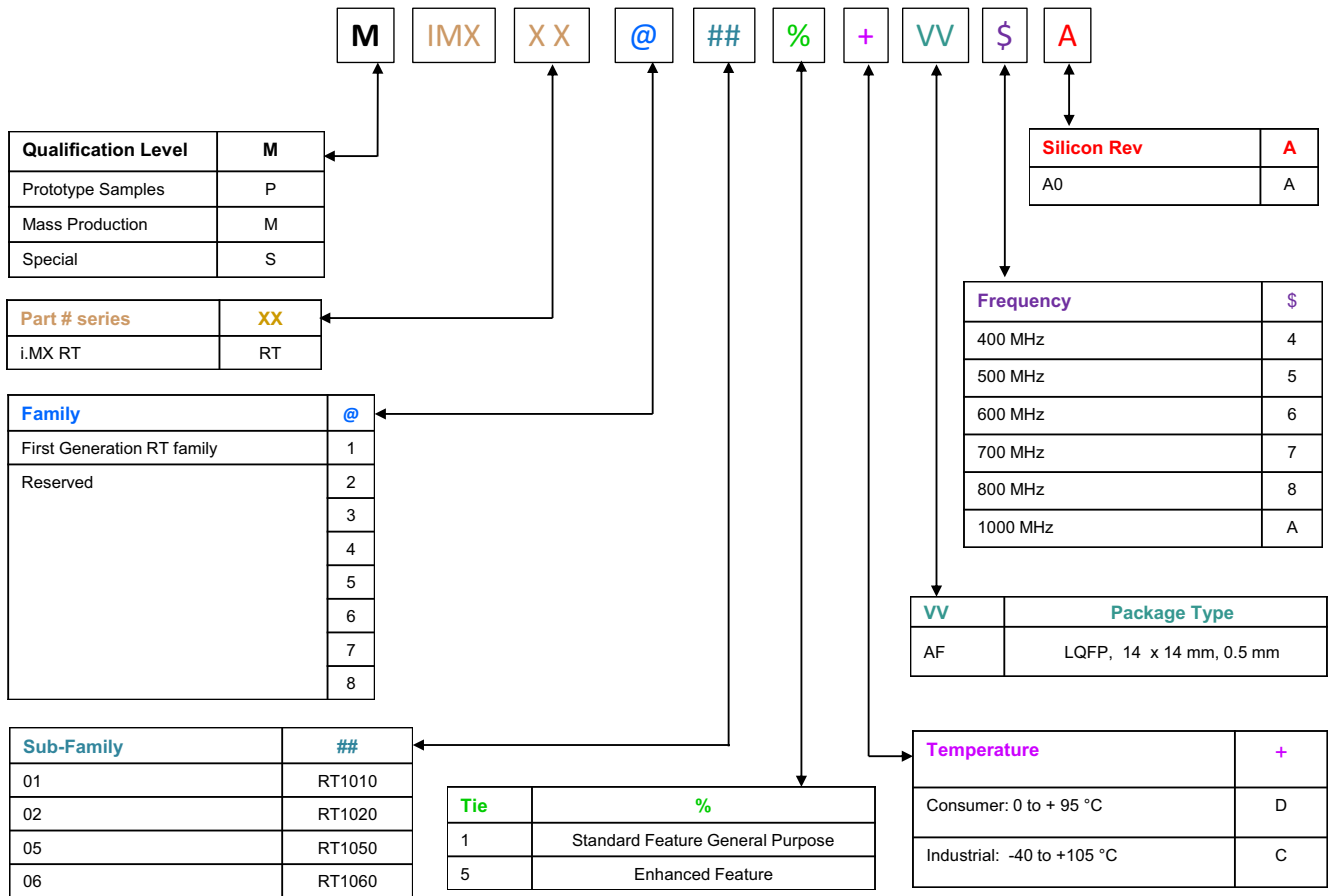 M IMX X X @ ## % + VV $ A
Qualification Level M
Prototype Samples P
Mass Production M
Special S
Part # series XX
i.MX RT RT
Family @
First Generation RT family 1
Reserved 2
3
4
5
6
7
8
Sub-Family ##
01 RT1010
02 RT1020
05 RT1050
06 RT1060
Tie %
1 Standard Feature General Purpose
5 Enhanced Feature
Silicon Rev A
A0 A
Frequency $
400 MHz 4
500 MHz 5
600 MHz 6
700 MHz 7
800 MHz 8
1000 MHz A
VV Package Type
AF LQFP, 14 x 14 mm, 0.5 mm
Temperature +
Consumer: 0 to + 95 °C D
Industrial: -40 to +105 °C C